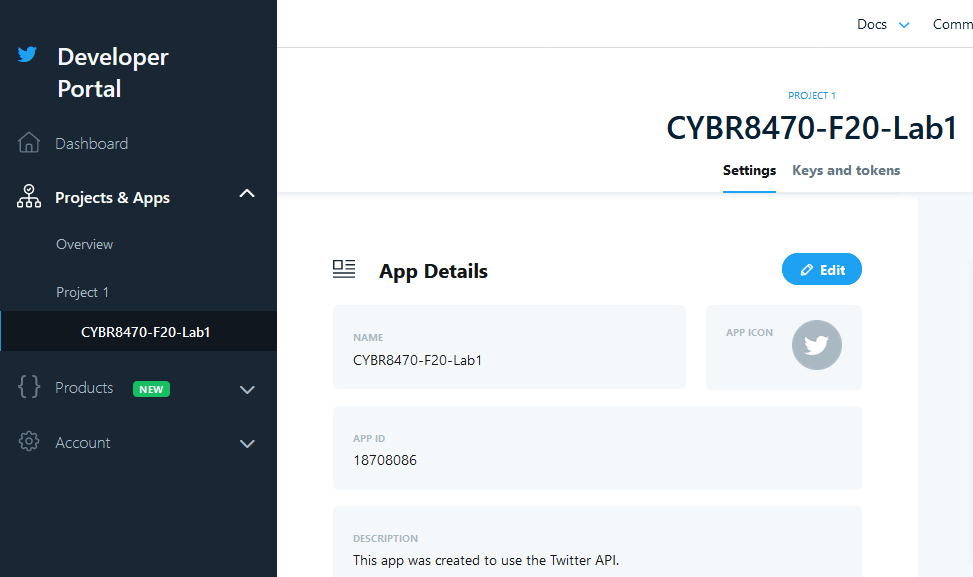 Developer
Portal
Dashboard
Projects & Apps
Overview
Project 1
CYBR8470-F20-Lab1
Products NEW
Account
Docs Comm
PROJECT 1
CYBR8470-F20-Lab1
Settings Keys and tokens
App Details
Edit
NAME
CYBR8470-F20-Lab1
APP ICON
APP ID
18708086
DESCRIPTION
This app was created to use the Twitter API.